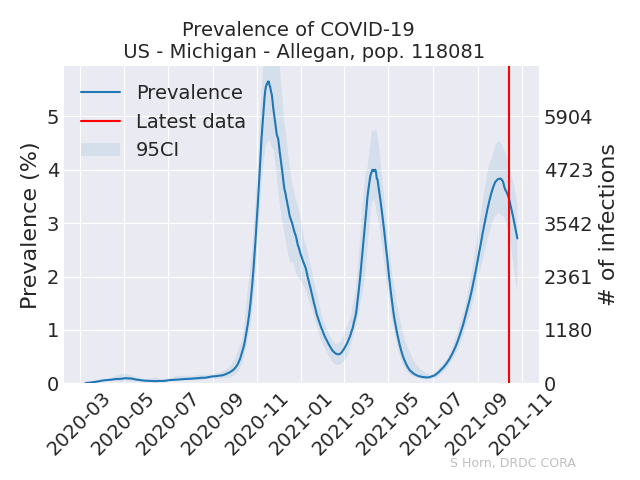 Prevalence of COVID-19
US - Michigan - Allegan, pop. 118081
Prevalence
Latest data
95CI
Prevalence (%)
5
4
3
2
1
0
5904
4723
3542
2361
1180
0
# of infections
2020-03
2020-05
2020-07
2020-09
2020-11
2021-01
2021-03
2021-05
2021-07
2021-09
2021-11
S Horn, DRDC CORA